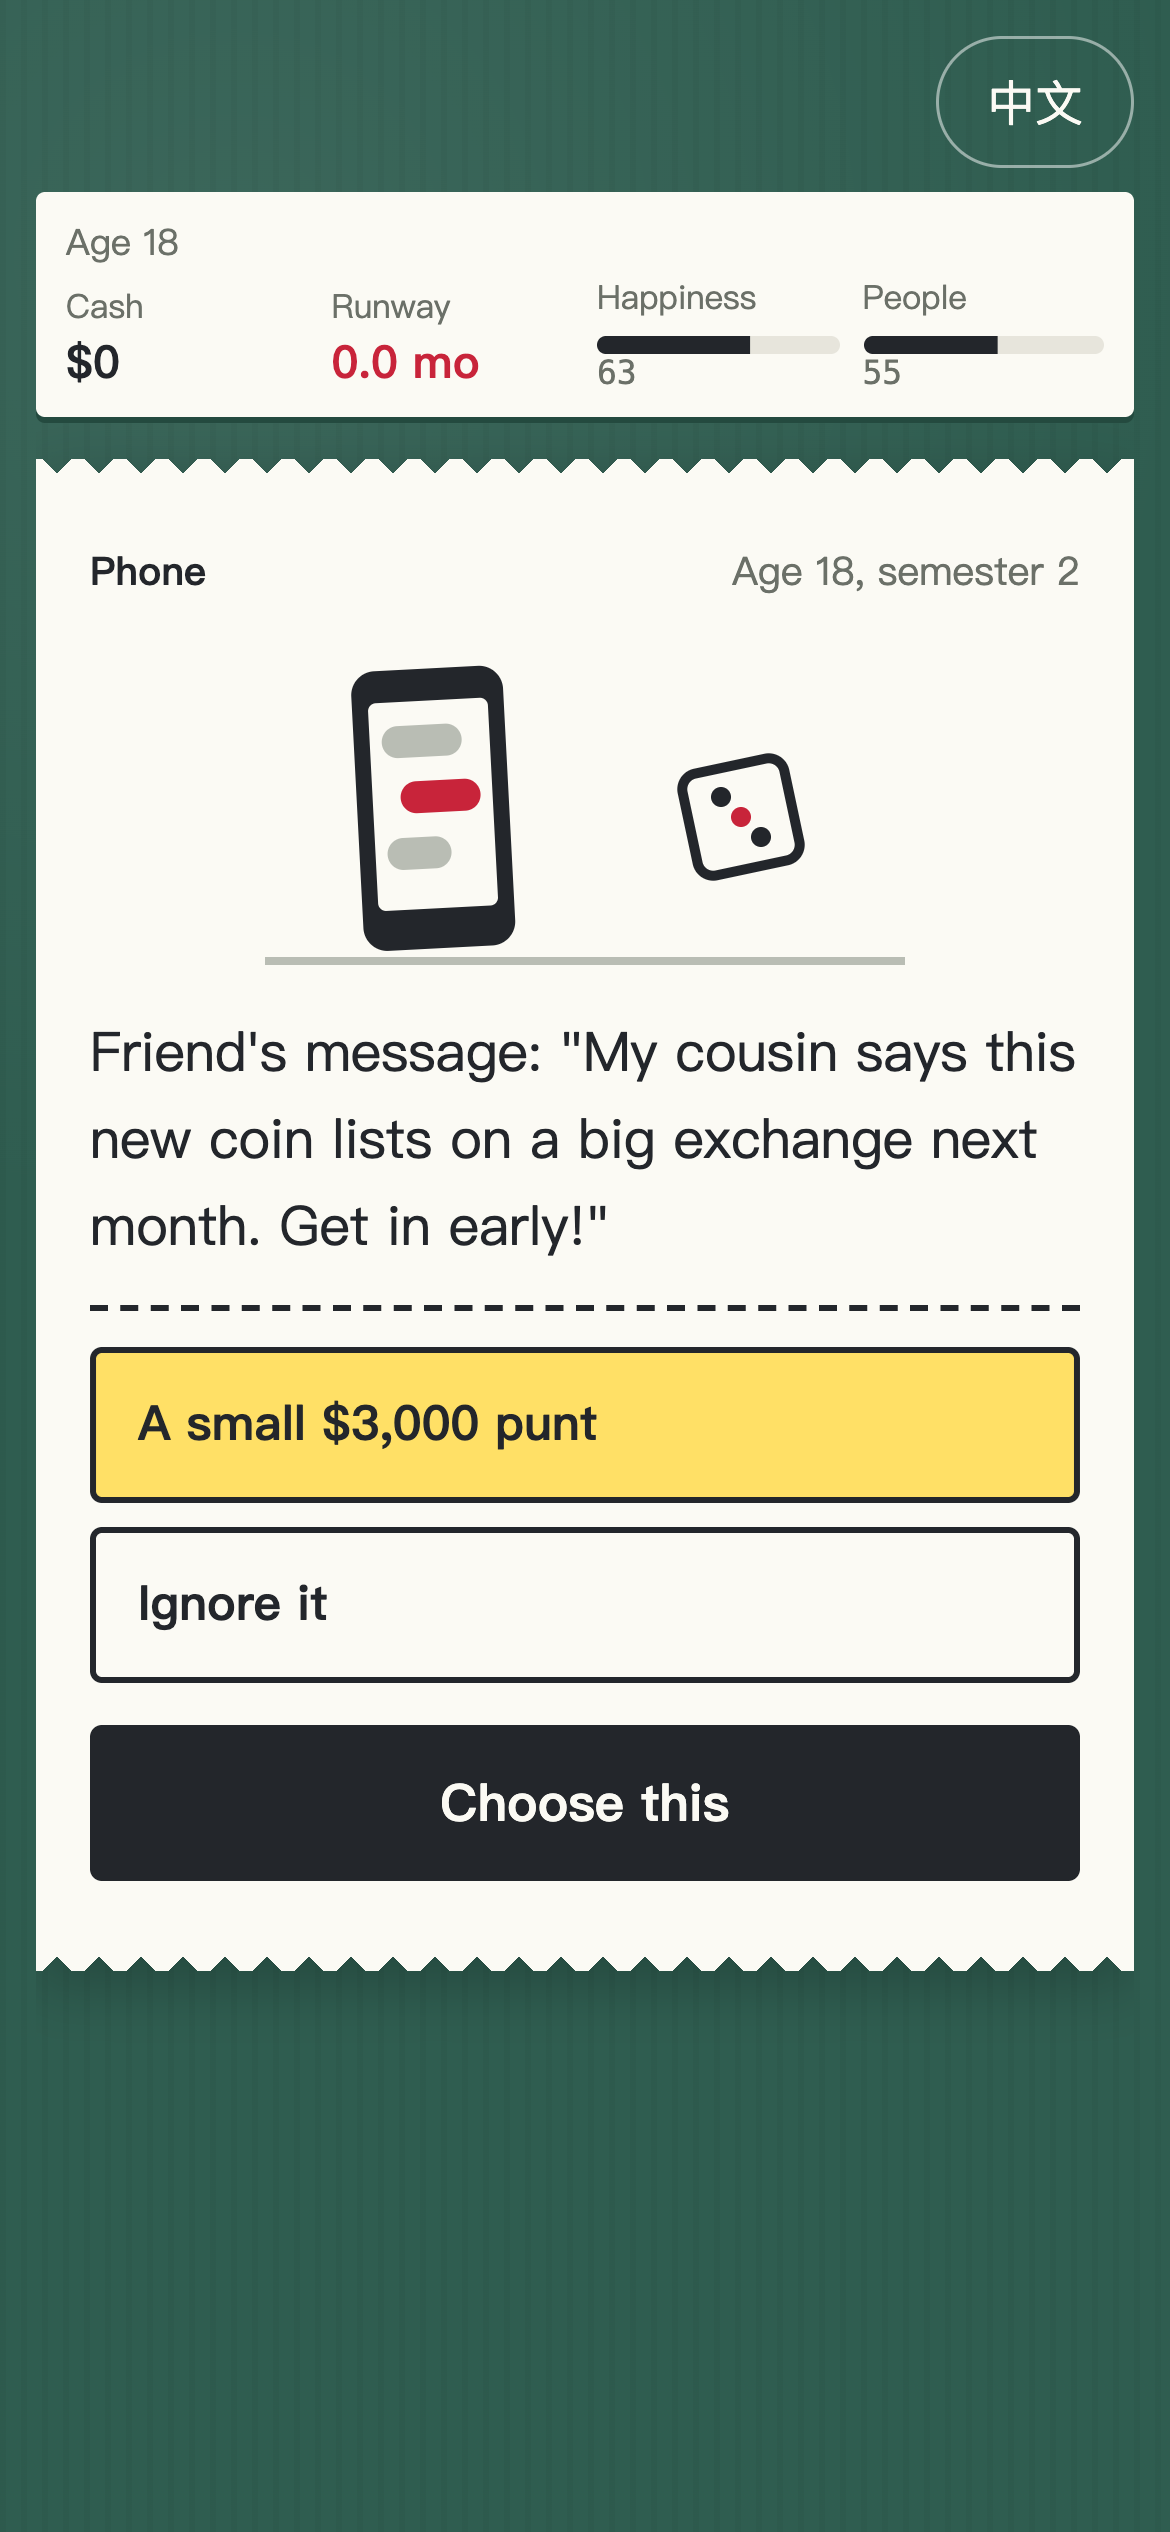 中文
Age 18
Cash
$0
Runway
0.0 mo
Happiness
63
People
55
Phone
Age 18, semester 2
Friend's message: "My cousin says this
new coin lists on a big exchange next
month. Get in early!"
A small $3,000 punt
Ignore it
Choose this